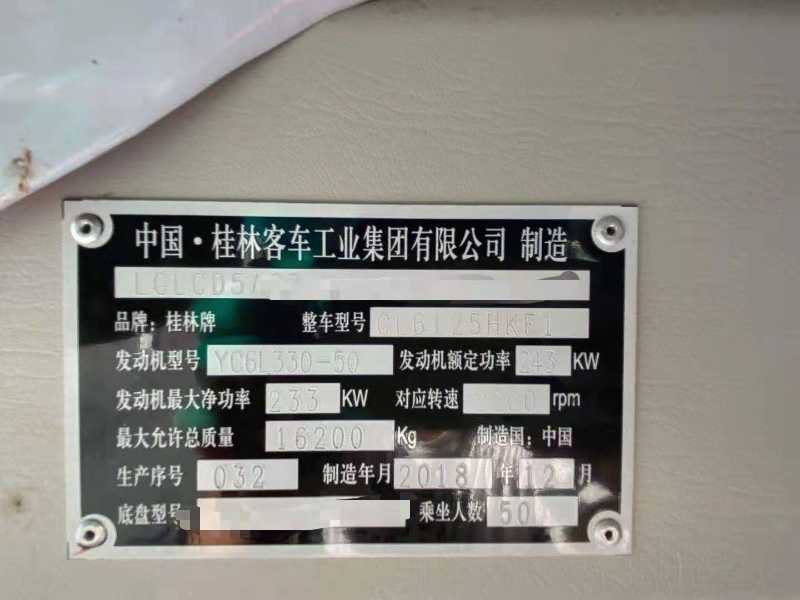 中国·桂林客车工业集团有限公司 制造
LGLCD5
品牌：桂林牌 整车型号
发动机型号 YC6L330-50 发动机额定功率 243 KW
发动机最大净功率 233 KW 对应转速 rpm
最大允许总质量 16200 Kg 制造国：中国
生产序号 032 制造年月 2018 年 12 月
底盘型号 乘坐人数 50